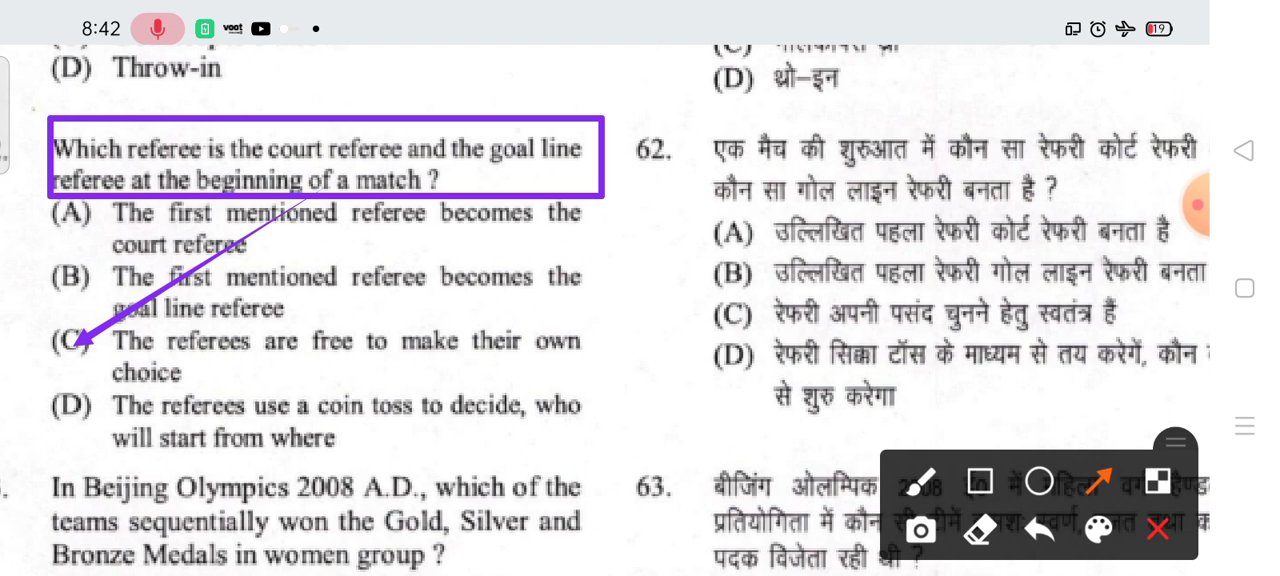 8:42
voot
19
(D) Throw-in
(D) थ्रो–इन
Which referee is the court referee and the goal line
referee at the beginning of a match ?
(A) The first mentioned referee becomes the
court referee
(B) The first mentioned referee becomes the
goal line referee
(C) The referees are free to make their own
choice
(D) The referees use a coin toss to decide, who
will start from where
In Beijing Olympics 2008 A.D., which of the
teams sequentially won the Gold, Silver and
Bronze Medals in women group ?
62. एक मैच की शुरुआत में कौन सा रेफरी कोर्ट रेफरी
कौन सा गोल लाइन रेफरी बनता है ?
(A) उल्लिखित पहला रेफरी कोर्ट रेफरी बनता है
(B) उल्लिखित पहला रेफरी गोल लाइन रेफरी बनता
(C) रेफरी अपनी पसंद चुनने हेतु स्वतंत्र हैं
(D) रेफरी सिक्का टॉस के माध्यम से तय करेगें, कौन
से शुरु करेगा
63. बीजिंग ओलम्पिक
प्रतियोगिता में कौन
पदक विजेता रही थी ?